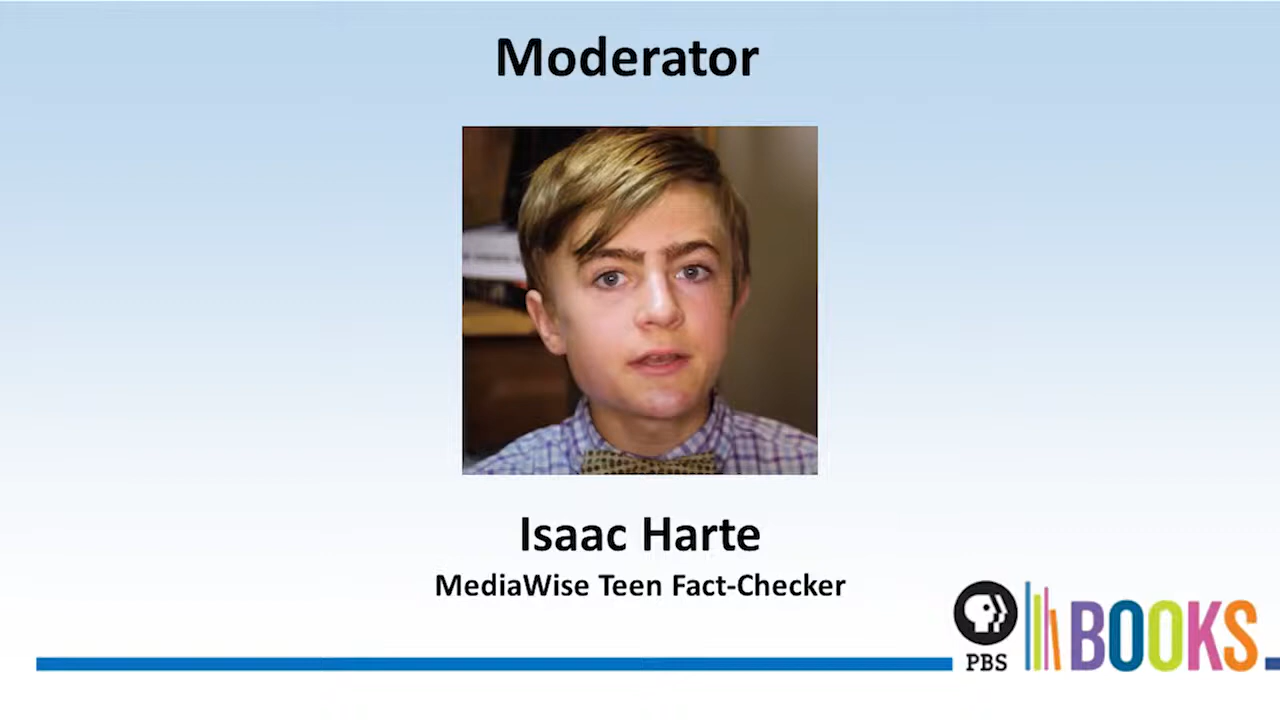 Moderator
Isaac Harte
MediaWise Teen Fact-Checker
PBS
BOOKS